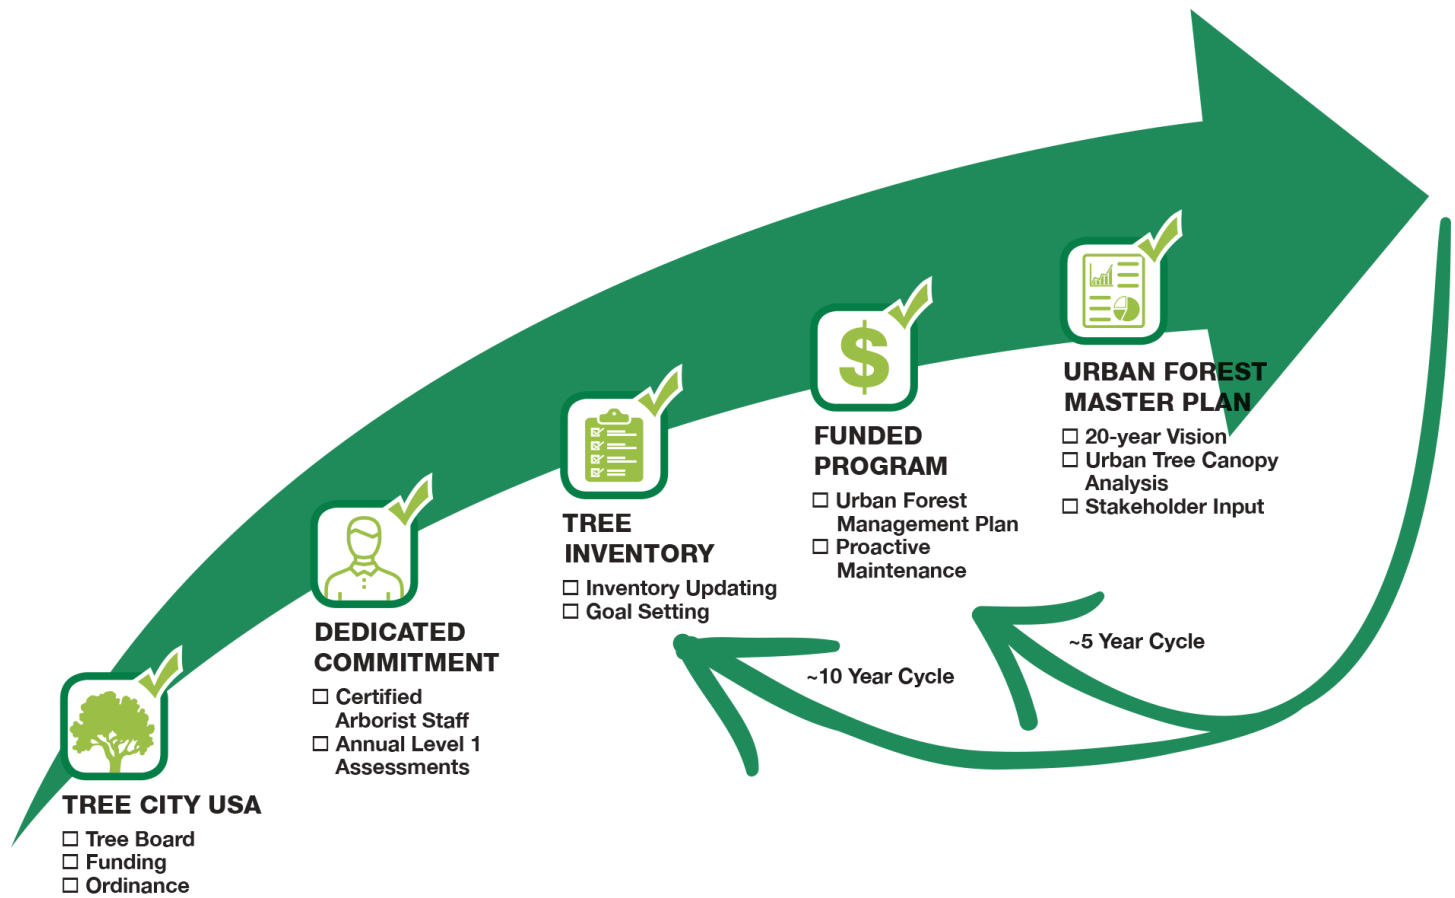 TREE CITY USA
☐ Tree Board
☐ Funding
☐ Ordinance
DEDICATED
COMMITMENT
☐ Certified
Arborist Staff
☐ Annual Level 1
Assessments
TREE
INVENTORY
☐ Inventory Updating
☐ Goal Setting
FUNDED
PROGRAM
☐ Urban Forest
Management Plan
☐ Proactive
Maintenance
URBAN FOREST
MASTER PLAN
☐ 20-year Vision
☐ Urban Tree Canopy
Analysis
☐ Stakeholder Input
~10 Year Cycle
~5 Year Cycle
$